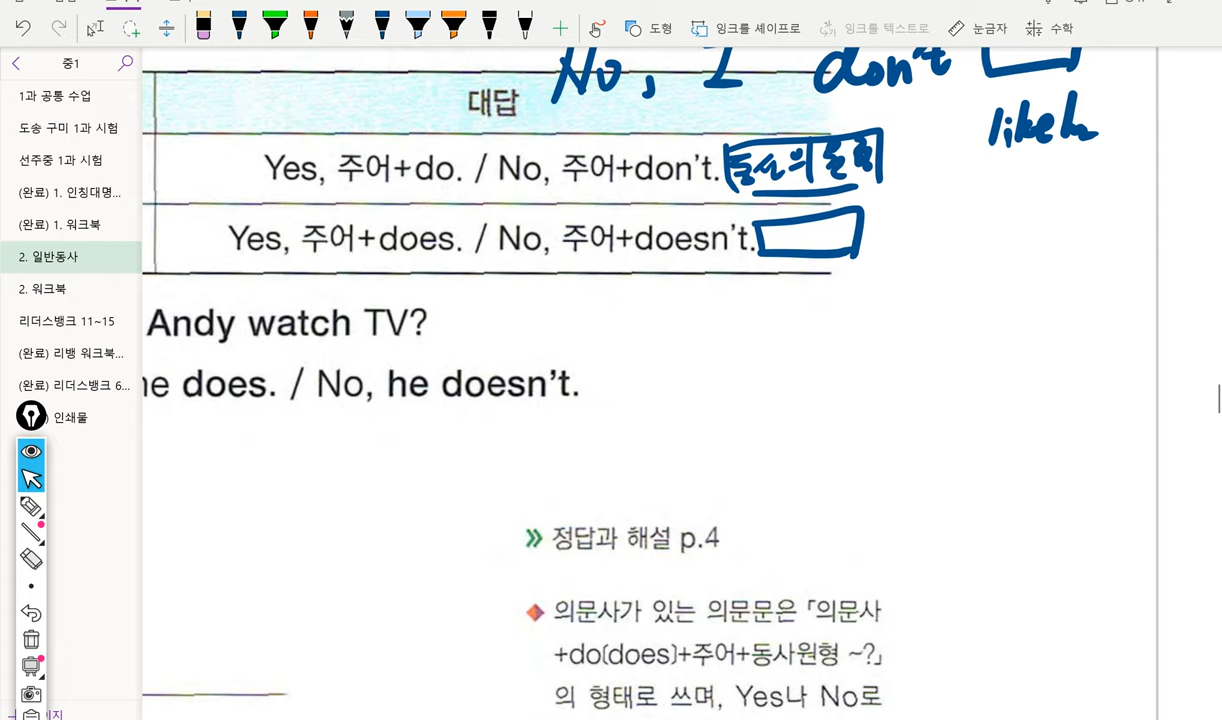 도형
잉크를 셰이프로
잉크를 텍스트로
눈금자
수학
중1
1과 공통 수업
도송 구미 1과 시험
선주중 1과 시험
(완료) 1. 인칭대명...
(완료) 1. 워크북
2. 일반동사
2. 워크북
리더스뱅크 11~15
(완료) 리뱅 워크북...
(완료) 리더스뱅크 6...
인쇄물
No, I don't
대답
Yes, 주어+do. / No, 주어+don't.
Yes, 주어+does. / No, 주어+doesn't.
Andy watch TV?
he does. / No, he doesn't.
» 정답과 해설 p.4
의문사가 있는 의문문은 「의문사
+do(does)+주어+동사원형 ~?」
의 형태로 쓰며, Yes나 No로